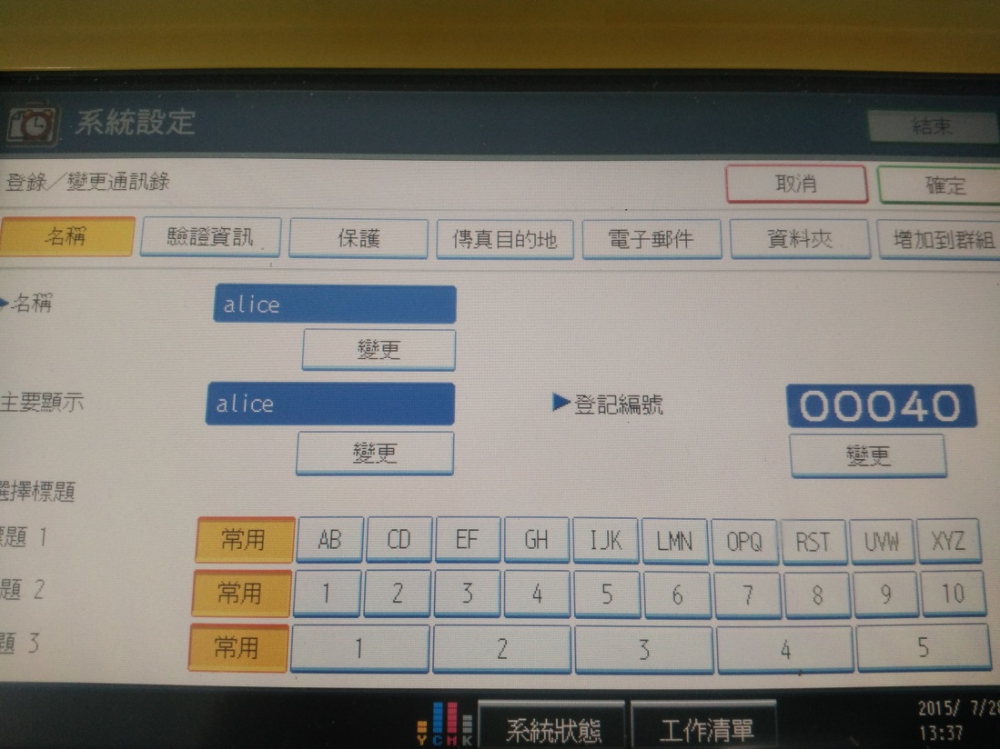 系統設定 結束
登錄／變更通訊錄 取消 確定
名稱 驗證資訊 保護 傳真目的地 電子郵件 資料夾 增加到群組
▶名稱 alice
變更
主要顯示 alice ▶登記編號 00040
變更 變更
選擇標題
標題 1 常用 AB CD EF GH IJK LMN OPQ RST UVW XYZ
標題 2 常用 1 2 3 4 5 6 7 8 9 10
標題 3 常用 1 2 3 4 5
Y C M K 系統狀態 工作清單 2015/ 7/28
13:37